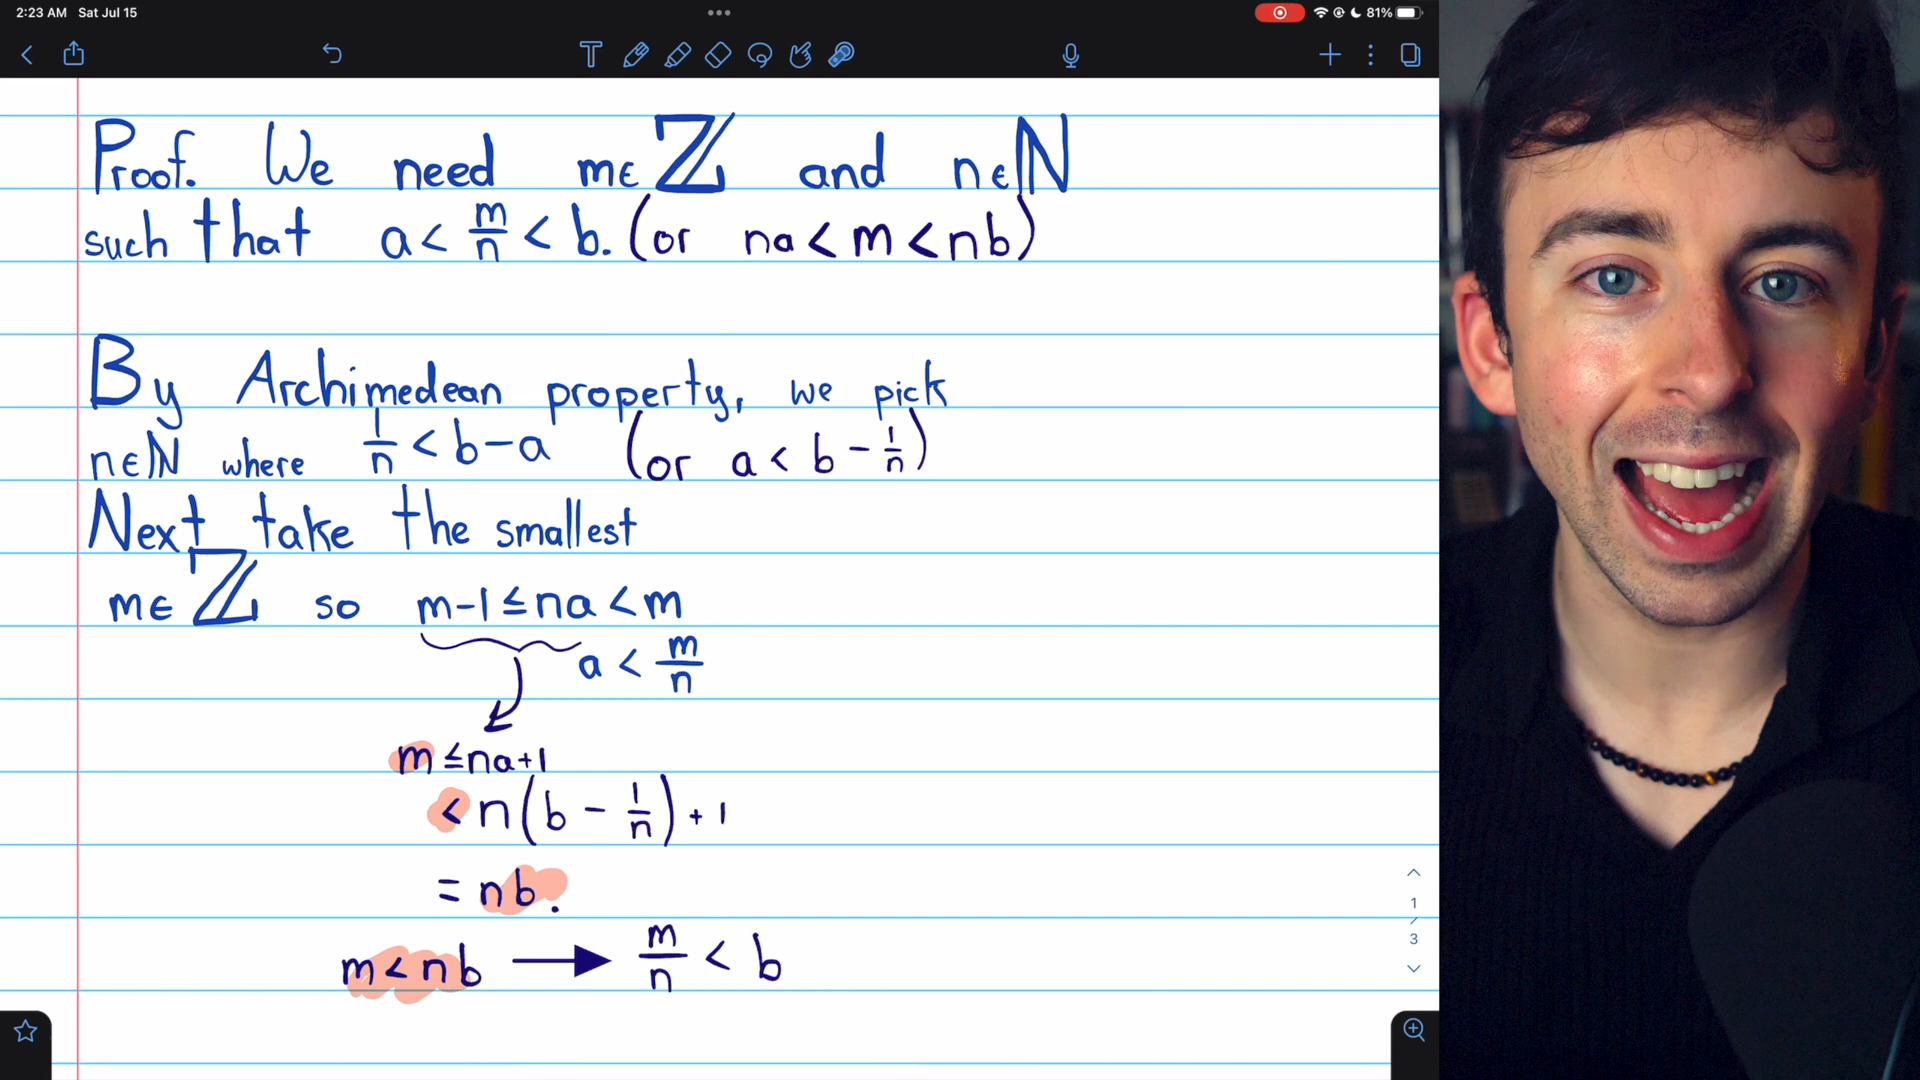 2:23 AM Sat Jul 15
81%
Proof. We need m∈ℤ and n∈ℕ
such that a < m/n < b. (or na < m < nb)
By Archimedean property, we pick
n∈ℕ where 1/n < b-a (or a < b - 1/n)
Next take the smallest
m∈ℤ so m-1 ≤ na < m
a < m/n
m ≤ na+1
< n(b - 1/n) + 1
= nb.
m < nb → m/n < b
1
/
3